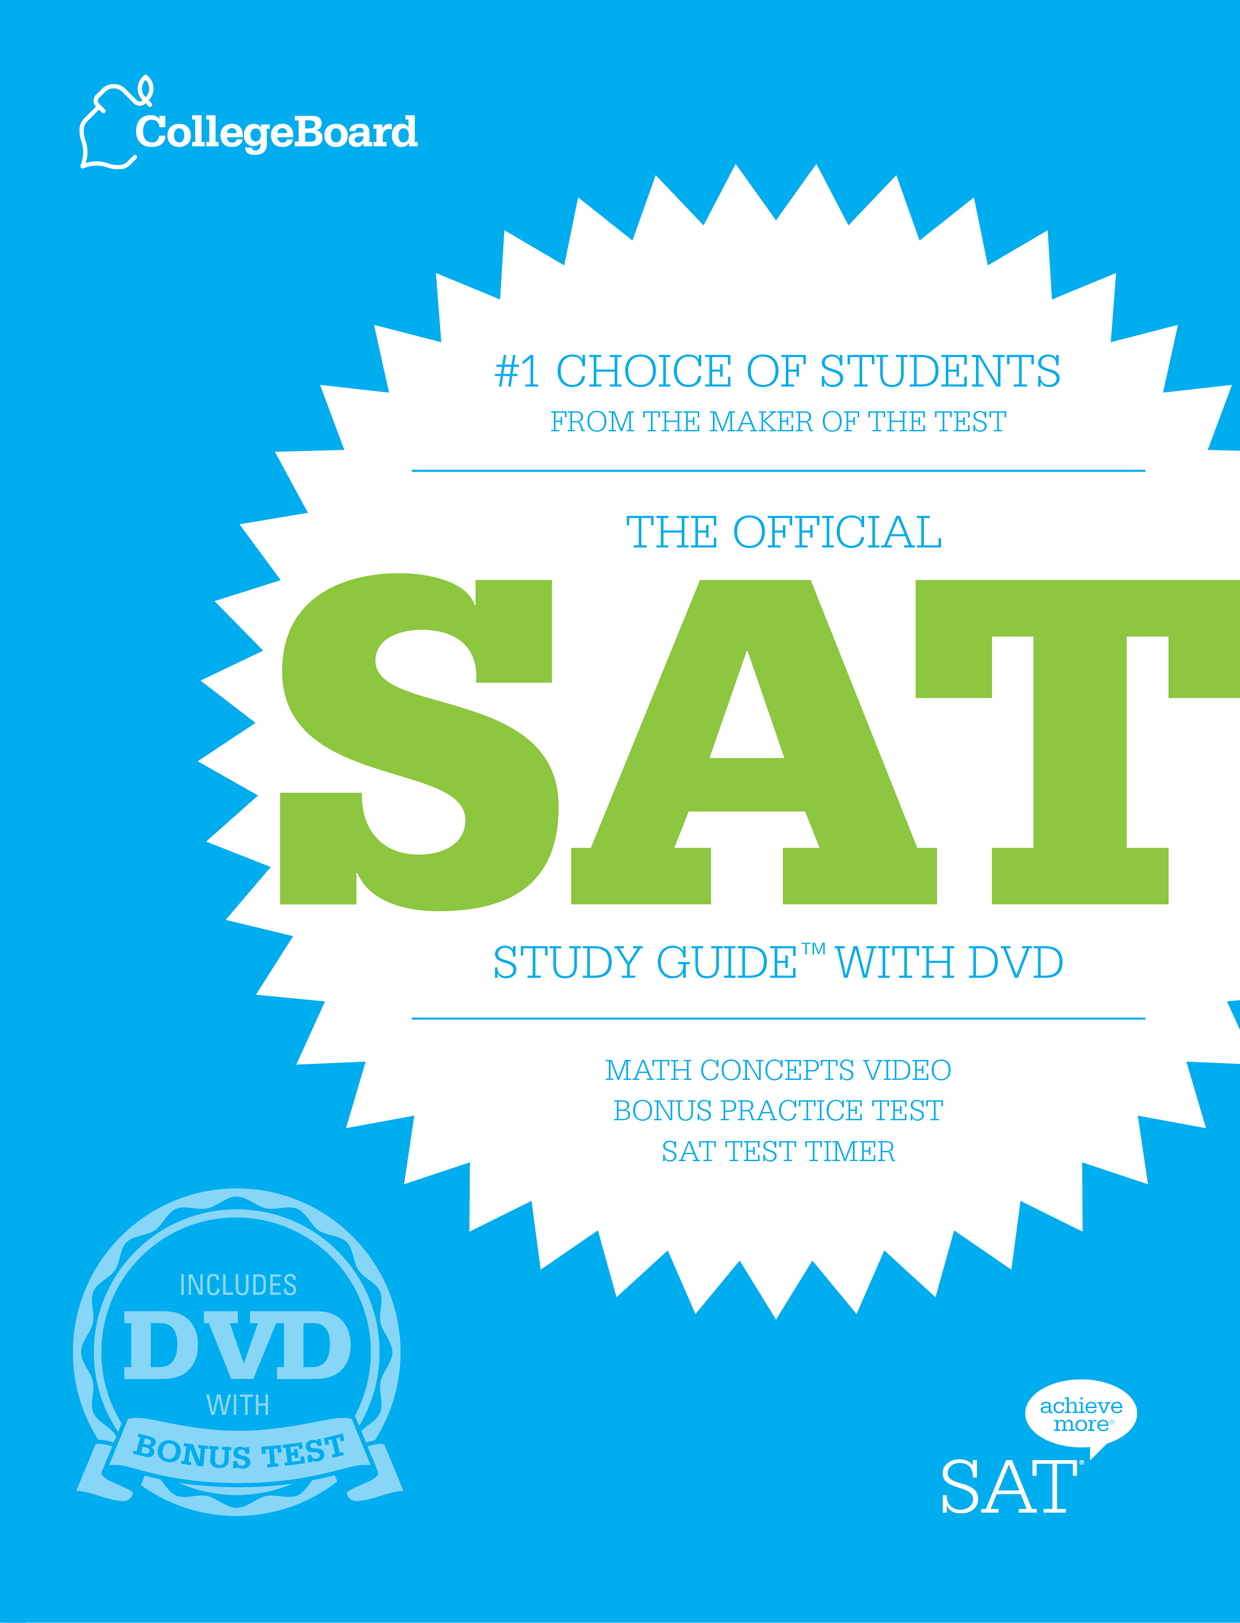 CollegeBoard
#1 CHOICE OF STUDENTS
FROM THE MAKER OF THE TEST
THE OFFICIAL
SAT
STUDY GUIDE™ WITH DVD
MATH CONCEPTS VIDEO
BONUS PRACTICE TEST
SAT TEST TIMER
INCLUDES
DVD
WITH
BONUS TEST
achieve
more®
SAT®